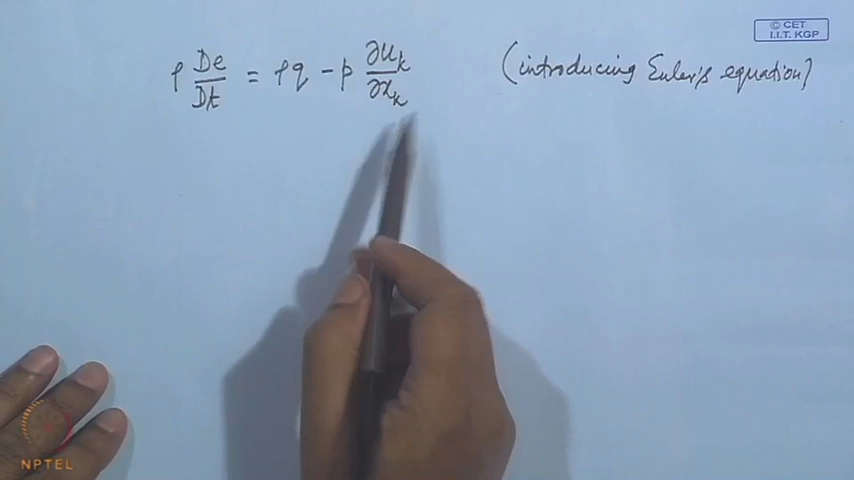 © CET
I.I.T. KGP
ρ De/Dt = ρq - p ∂u_k/∂x_k (introducing Euler's equation)
NPTEL